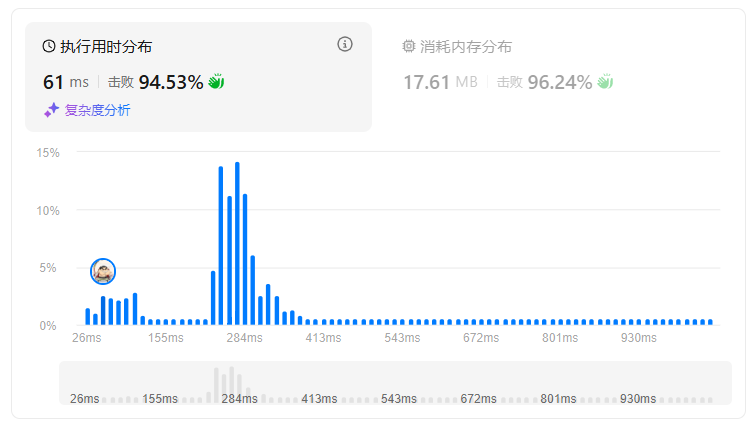 执行用时分布
61 ms 击败 94.53%
复杂度分析
消耗内存分布
17.61 MB 击败 96.24%
15%
10%
5%
0%
26ms 155ms 284ms 413ms 543ms 672ms 801ms 930ms
26ms 155ms 284ms 413ms 543ms 672ms 801ms 930ms